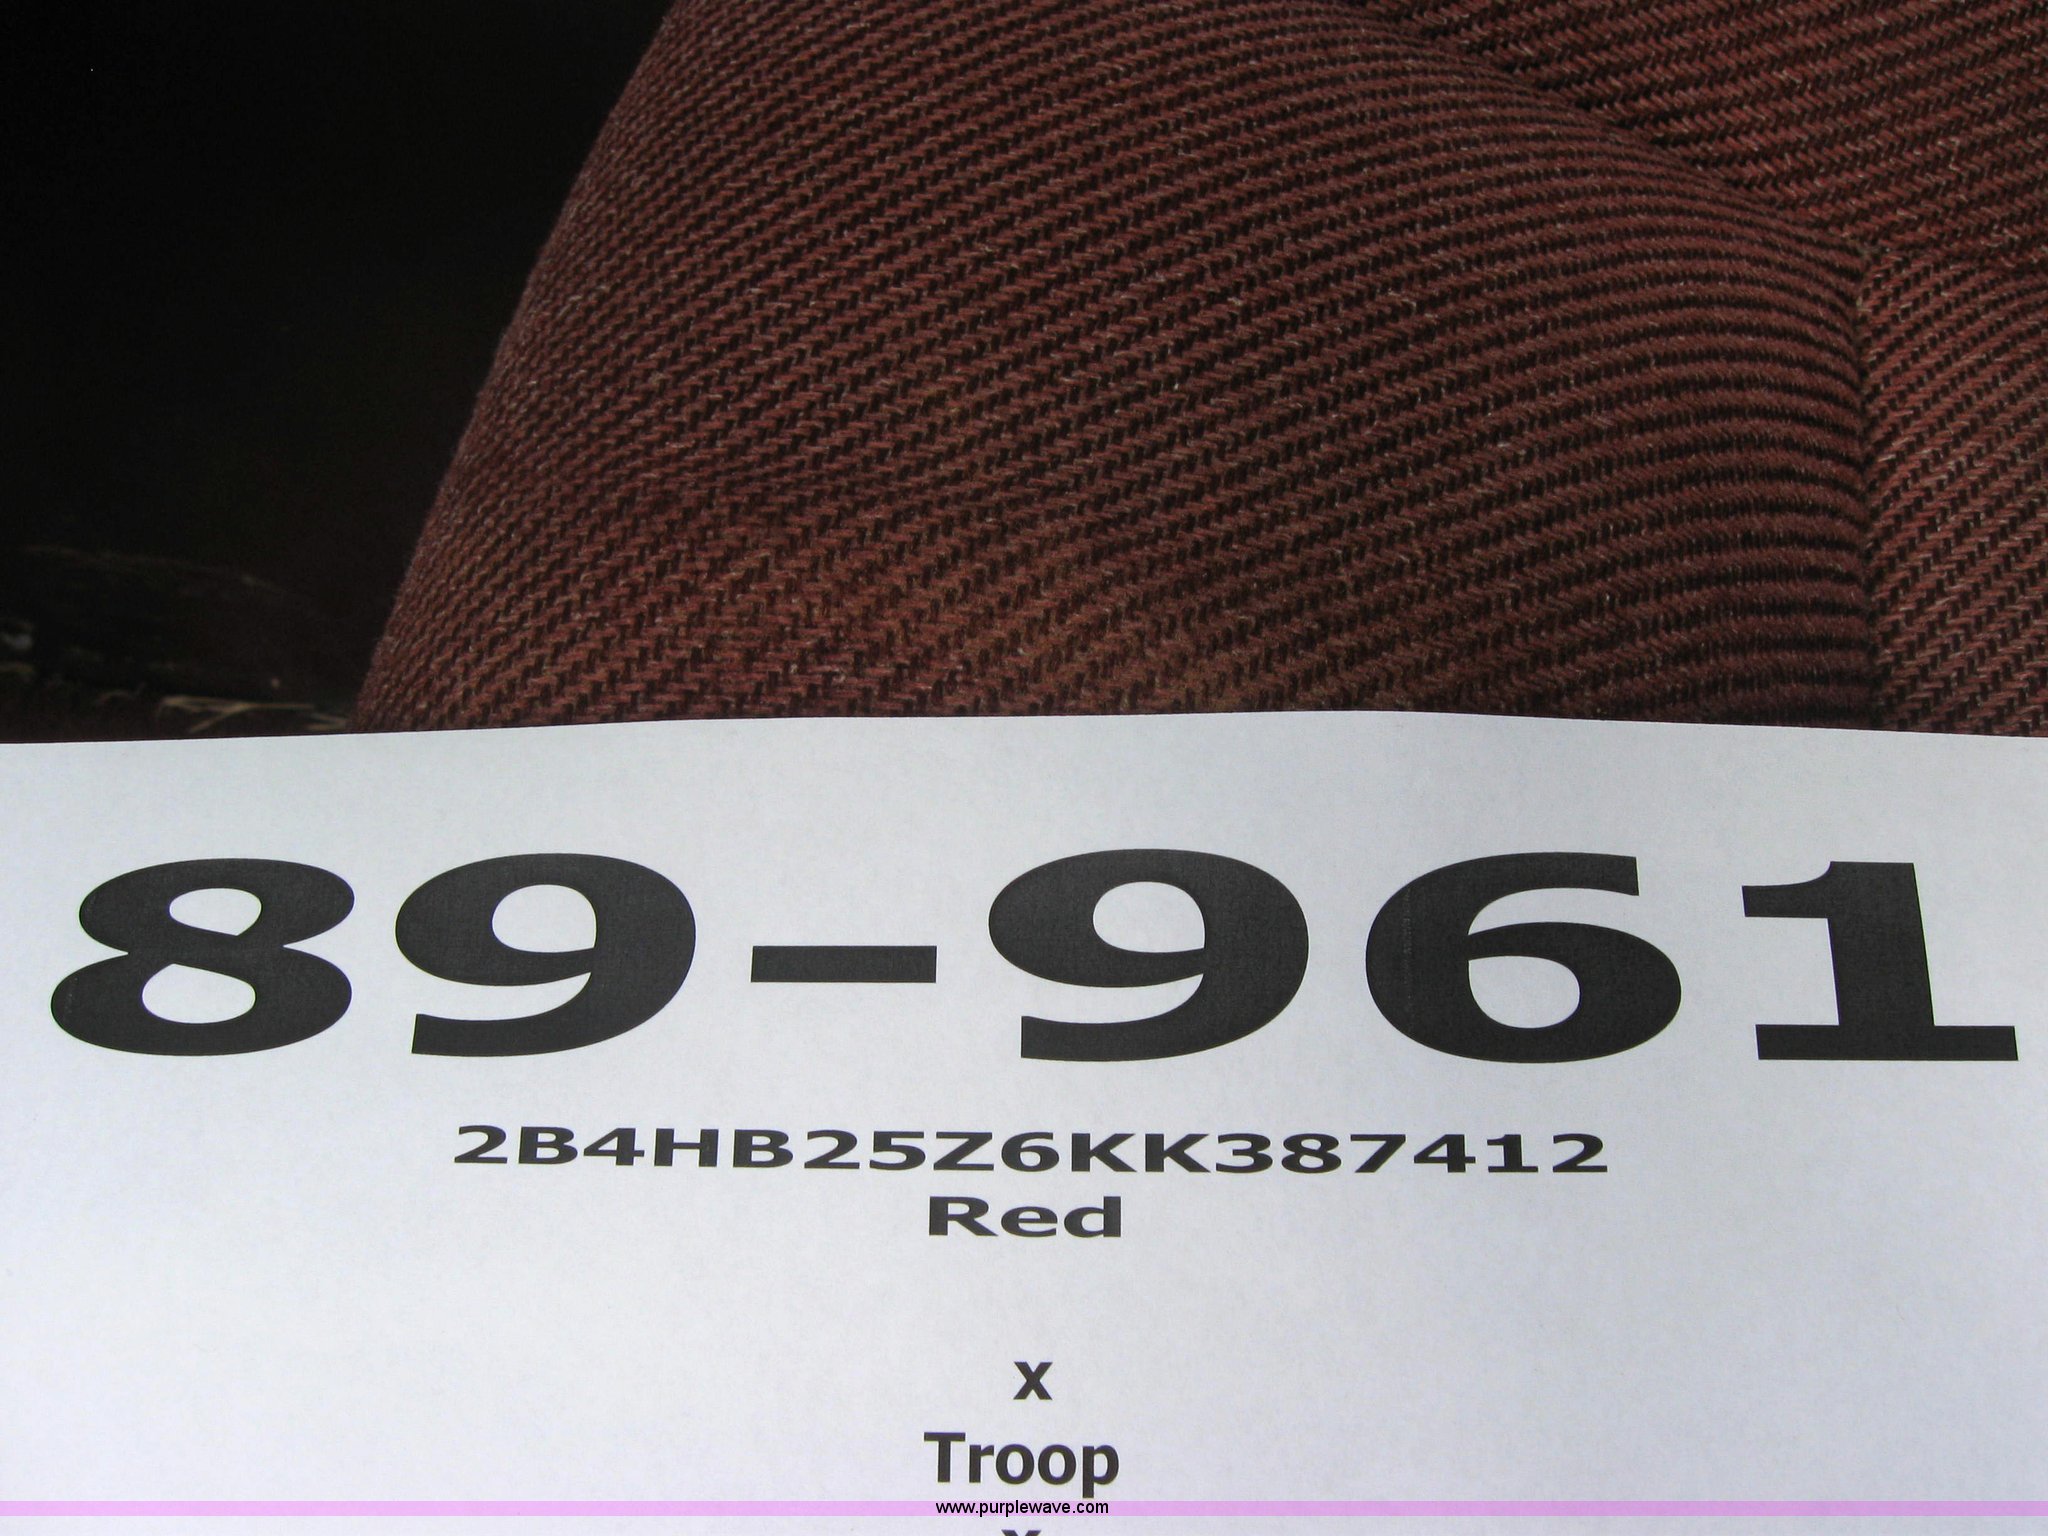 89-961
2B4HB25Z6KK387412
Red
x
Troop
www.purplewave.com